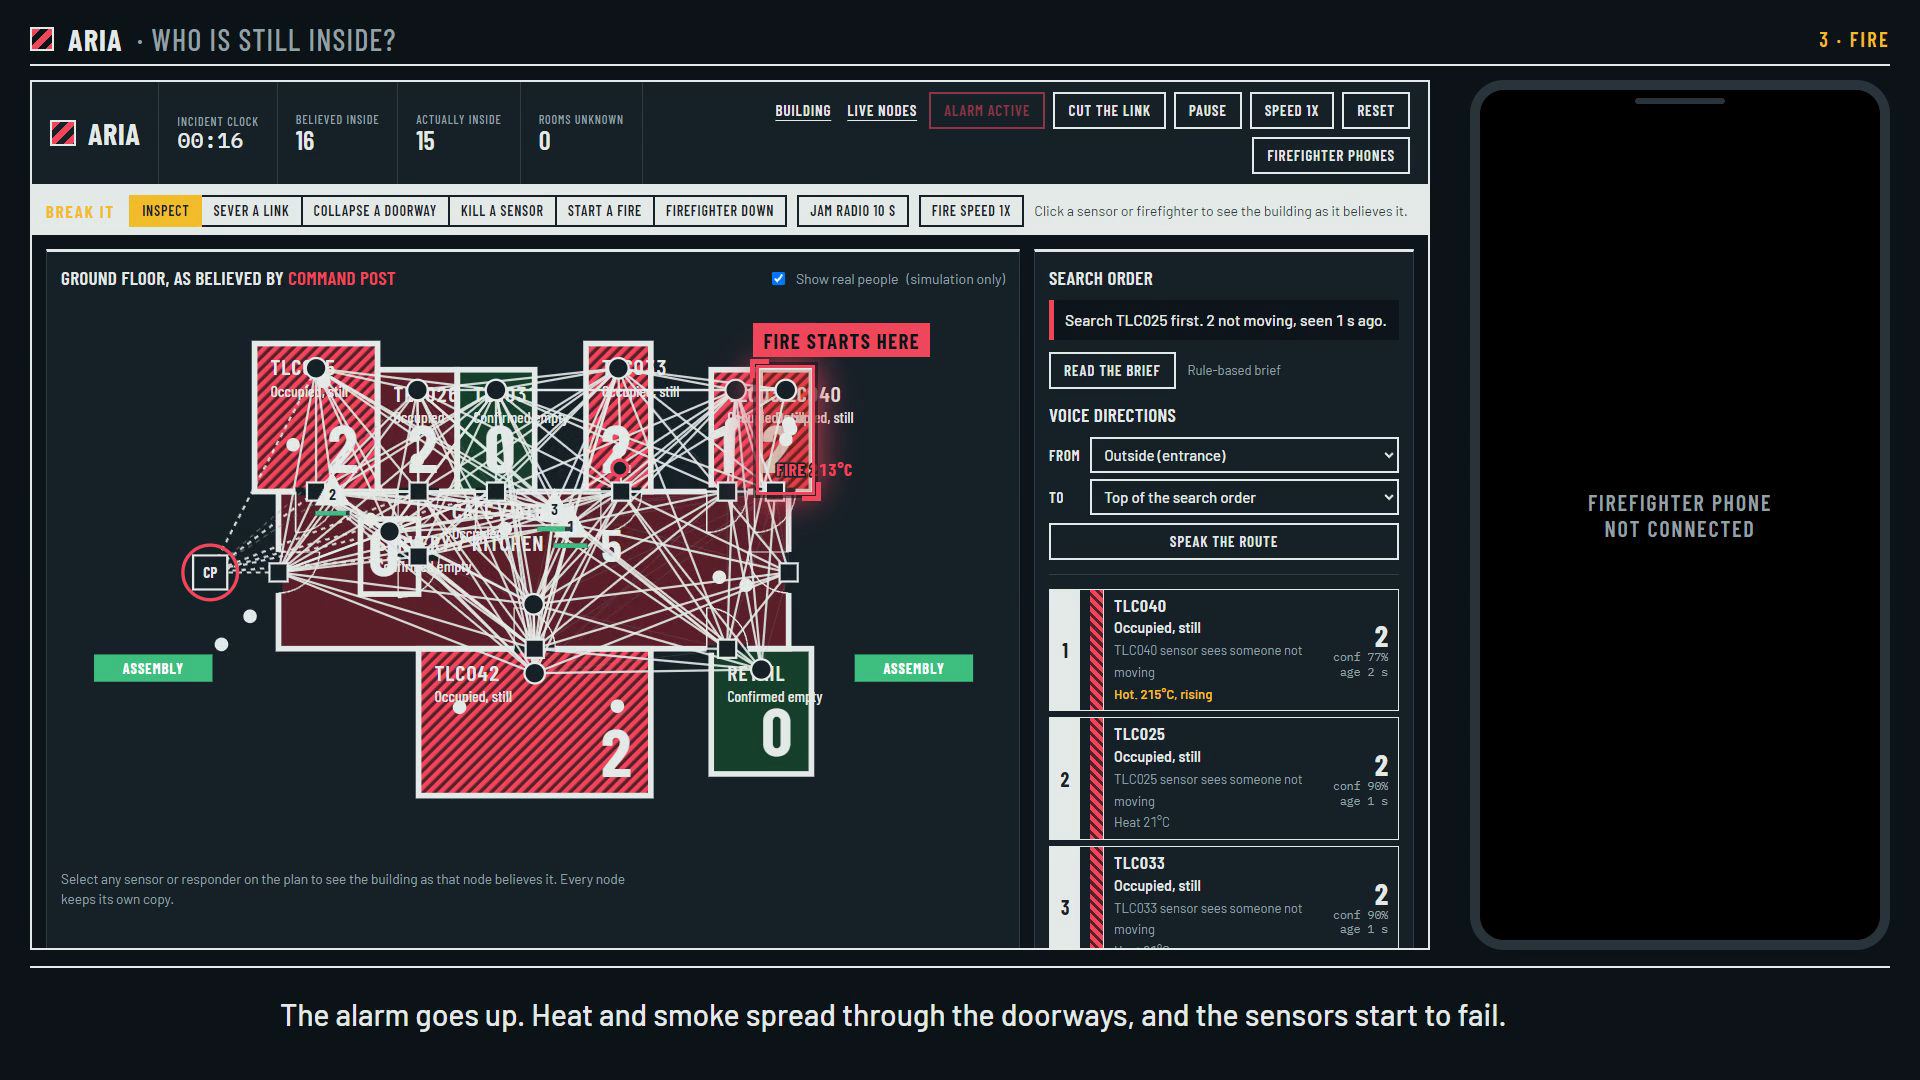 ARIA · WHO IS STILL INSIDE?
3 · FIRE
ARIA
INCIDENT CLOCK
00:16
BELIEVED INSIDE
16
ACTUALLY INSIDE
15
ROOMS UNKNOWN
0
BUILDING
LIVE NODES
ALARM ACTIVE
CUT THE LINK
PAUSE
SPEED 1X
RESET
FIREFIGHTER PHONES
BREAK IT
INSPECT
SEVER A LINK
COLLAPSE A DOORWAY
KILL A SENSOR
START A FIRE
FIREFIGHTER DOWN
JAM RADIO 10 S
FIRE SPEED 1X
Click a sensor or firefighter to see the building as it believes it.
GROUND FLOOR, AS BELIEVED BY COMMAND POST
Show real people (simulation only)
FIRE STARTS HERE
Occupied, still
2
2
Confirmed empty
0
Occupied, still
2
1
2
3
KITCHEN
5
CP
ASSEMBLY
ASSEMBLY
TLC042
Occupied, still
2
Confirmed empty
0
Select any sensor or responder on the plan to see the building as that node believes it. Every node
keeps its own copy.
SEARCH ORDER
Search TLC025 first. 2 not moving, seen 1 s ago.
READ THE BRIEF
Rule-based brief
VOICE DIRECTIONS
FROM
Outside (entrance)
TO
Top of the search order
SPEAK THE ROUTE
1
TLC040
Occupied, still
TLC040 sensor sees someone not
moving
Hot. 215°C, rising
2
conf 77%
age 2 s
2
TLC025
Occupied, still
TLC025 sensor sees someone not
moving
Heat 21°C
2
conf 90%
age 1 s
3
TLC033
Occupied, still
TLC033 sensor sees someone not
moving
2
conf 90%
age 1 s
FIREFIGHTER PHONE
NOT CONNECTED
The alarm goes up. Heat and smoke spread through the doorways, and the sensors start to fail.